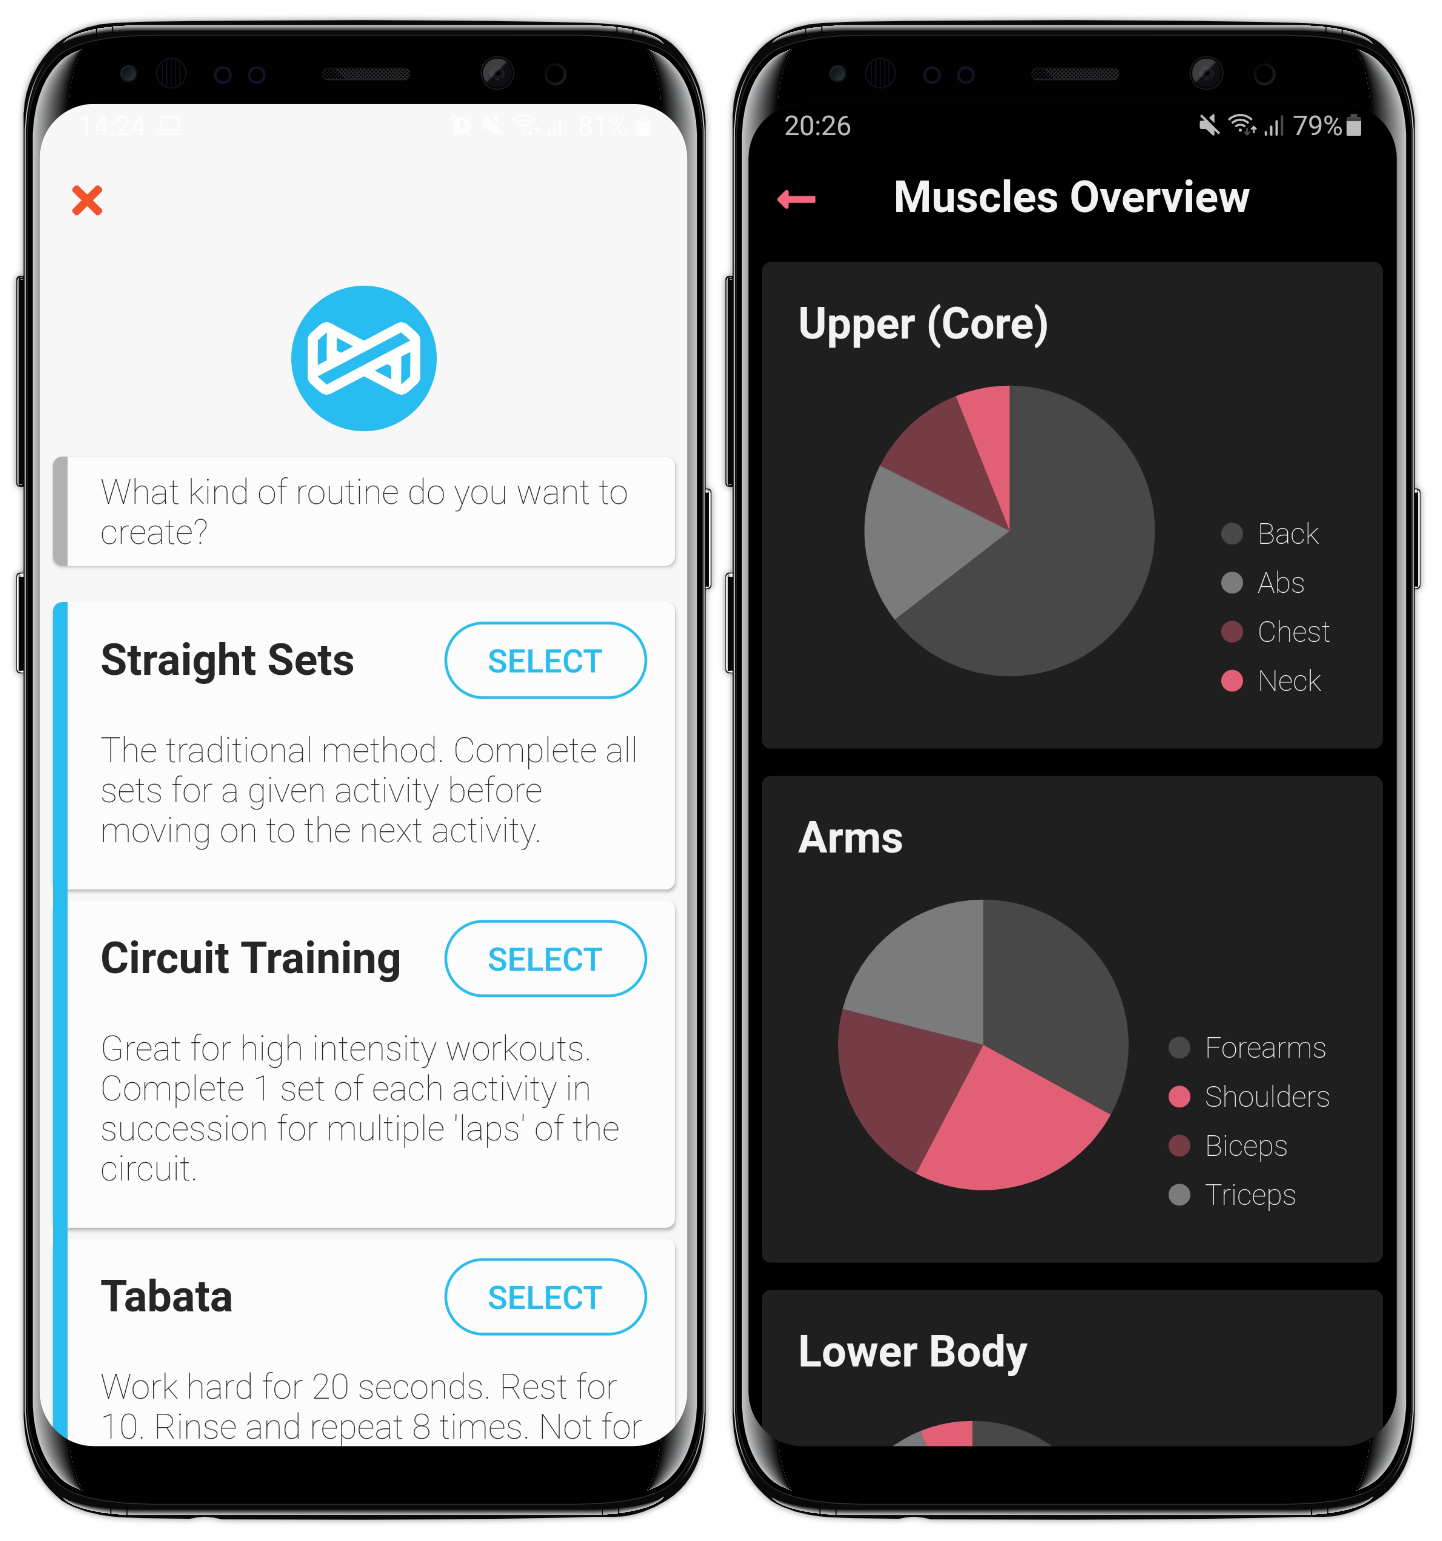 14:24
81%
What kind of routine do you want to
create?
Straight Sets
SELECT
The traditional method. Complete all
sets for a given activity before
moving on to the next activity.
Circuit Training
SELECT
Great for high intensity workouts.
Complete 1 set of each activity in
succession for multiple 'laps' of the
circuit.
Tabata
SELECT
Work hard for 20 seconds. Rest for
10. Rinse and repeat 8 times. Not for
20:26
79%
Muscles Overview
Upper (Core)
Back
Abs
Chest
Neck
Arms
Forearms
Shoulders
Biceps
Triceps
Lower Body